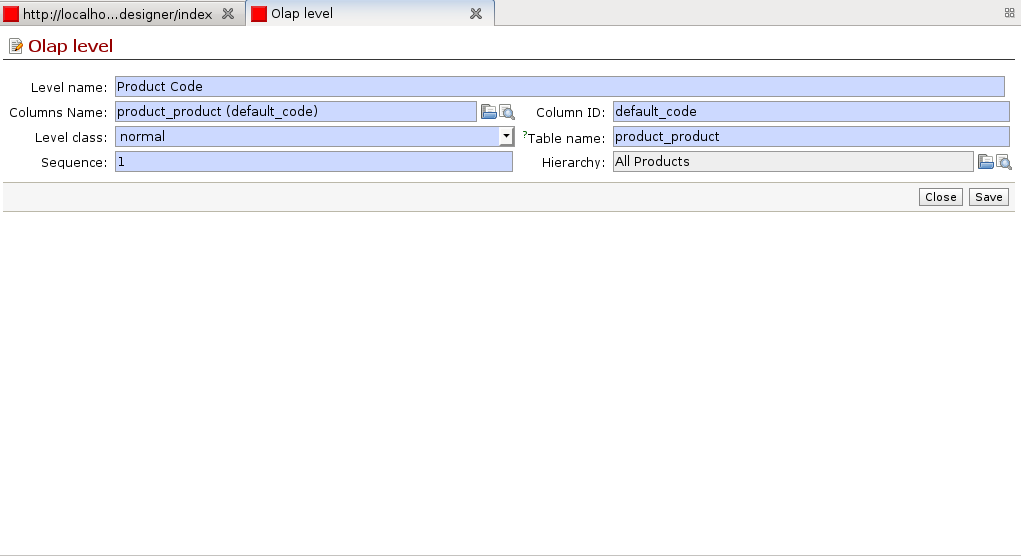 http://localho...designer/index Olap level
Olap level
Level name: Product Code
Columns Name: product_product (default_code) Column ID: default_code
Level class: normal ?Table name: product_product
Sequence: 1 Hierarchy: All Products
Close Save